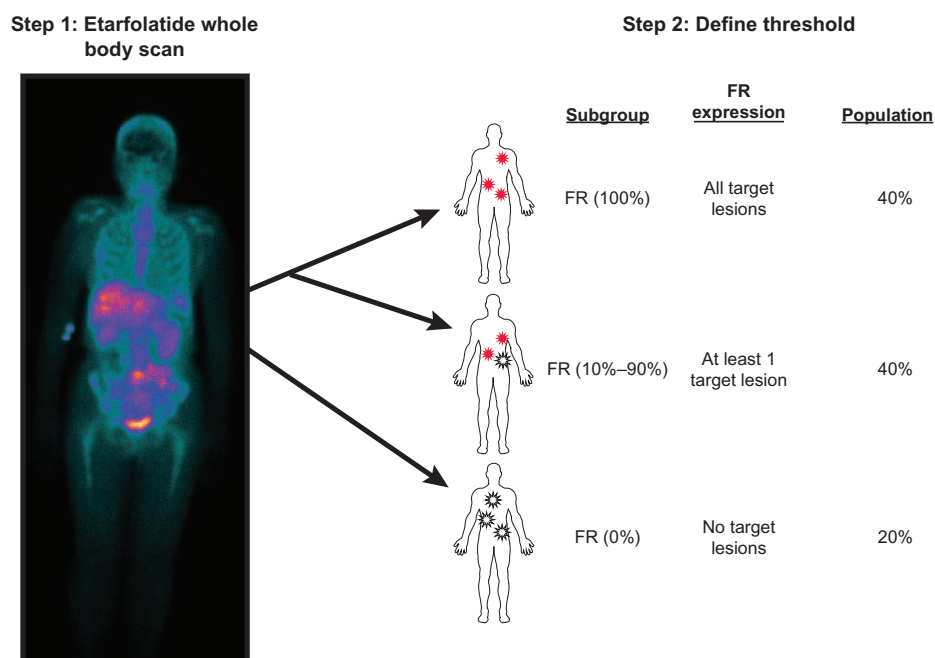 Step 1: Etarfolatide whole
body scan
Step 2: Define threshold
Subgroup
FR
expression
Population
FR (100%)
All target
lesions
40%
FR (10%–90%)
At least 1
target lesion
40%
FR (0%)
No target
lesions
20%